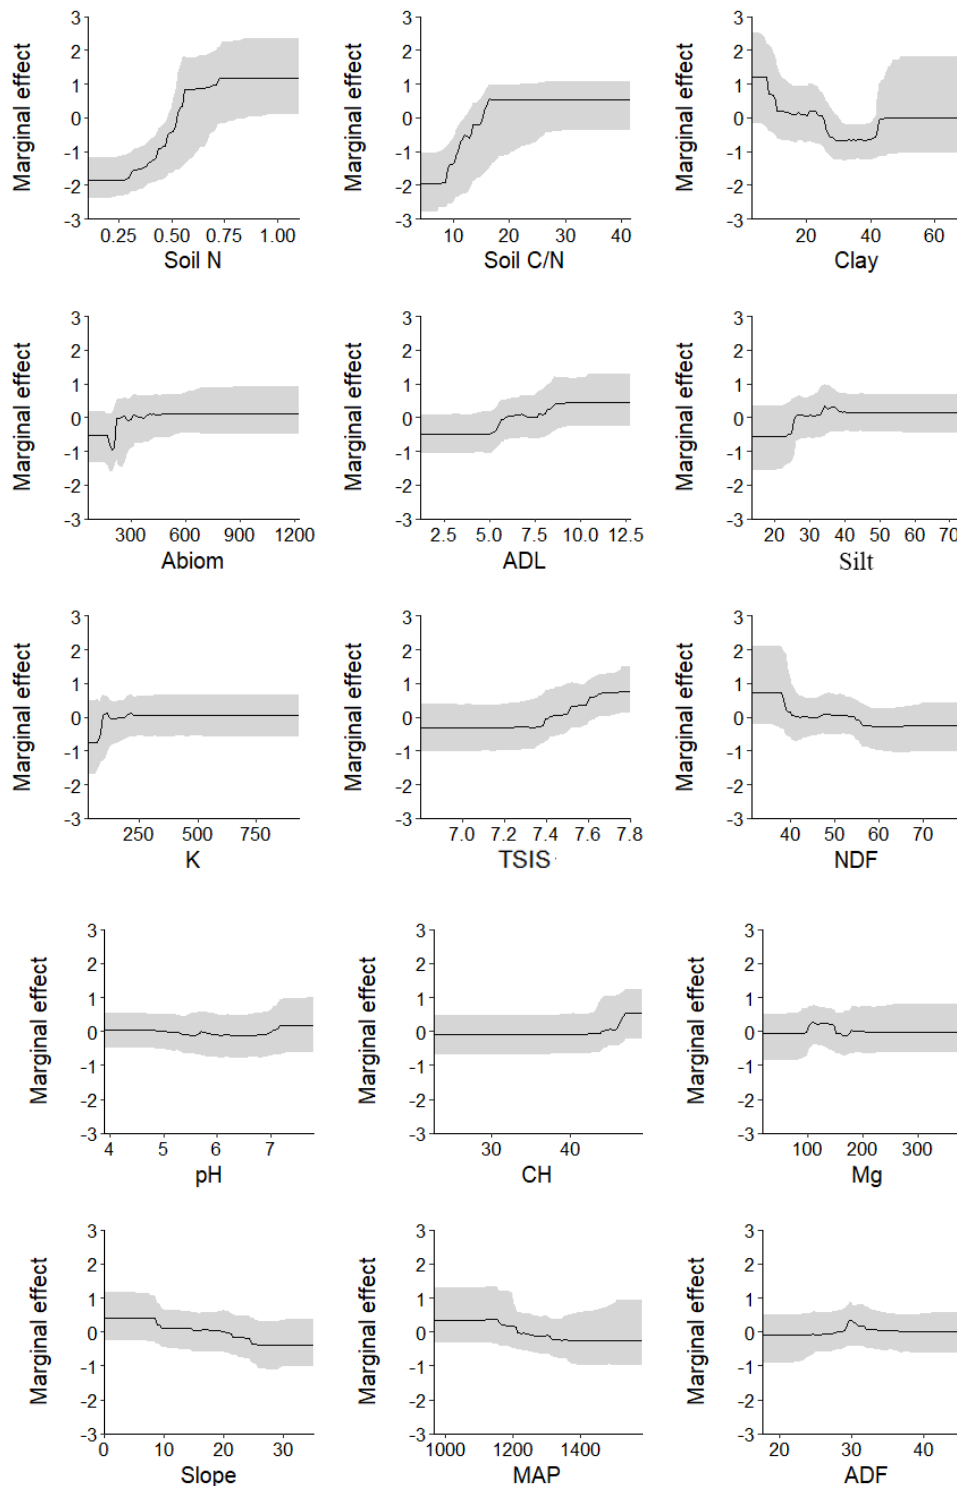 3 3 3
2 2 2
1 1 1
0 0 0
-1 -1 -1
-2 -2 -2
-3 -3 -3
Marginal effect Marginal effect Marginal effect
0.25 0.50 0.75 1.00 10 20 30 40 20 40 60
Soil N Soil C/N Clay
3 3 3
2 2 2
1 1 1
0 0 0
-1 -1 -1
-2 -2 -2
-3 -3 -3
Marginal effect Marginal effect Marginal effect
300 600 900 1200 2.5 5.0 7.5 10.0 12.5 20 30 40 50 60 70
Abiom ADL Silt
3 3 3
2 2 2
1 1 1
0 0 0
-1 -1 -1
-2 -2 -2
-3 -3 -3
Marginal effect Marginal effect Marginal effect
250 500 750 7.0 7.2 7.4 7.6 7.8 40 50 60 70
K TSIS NDF
3 3 3
2 2 2
1 1 1
0 0 0
-1 -1 -1
-2 -2 -2
-3 -3 -3
Marginal effect Marginal effect Marginal effect
4 5 6 7 30 40 100 200 300
pH CH Mg
3 3 3
2 2 2
1 1 1
0 0 0
-1 -1 -1
-2 -2 -2
-3 -3 -3
Marginal effect Marginal effect Marginal effect
0 10 20 30 1000 1200 1400 20 30 40
Slope MAP ADF